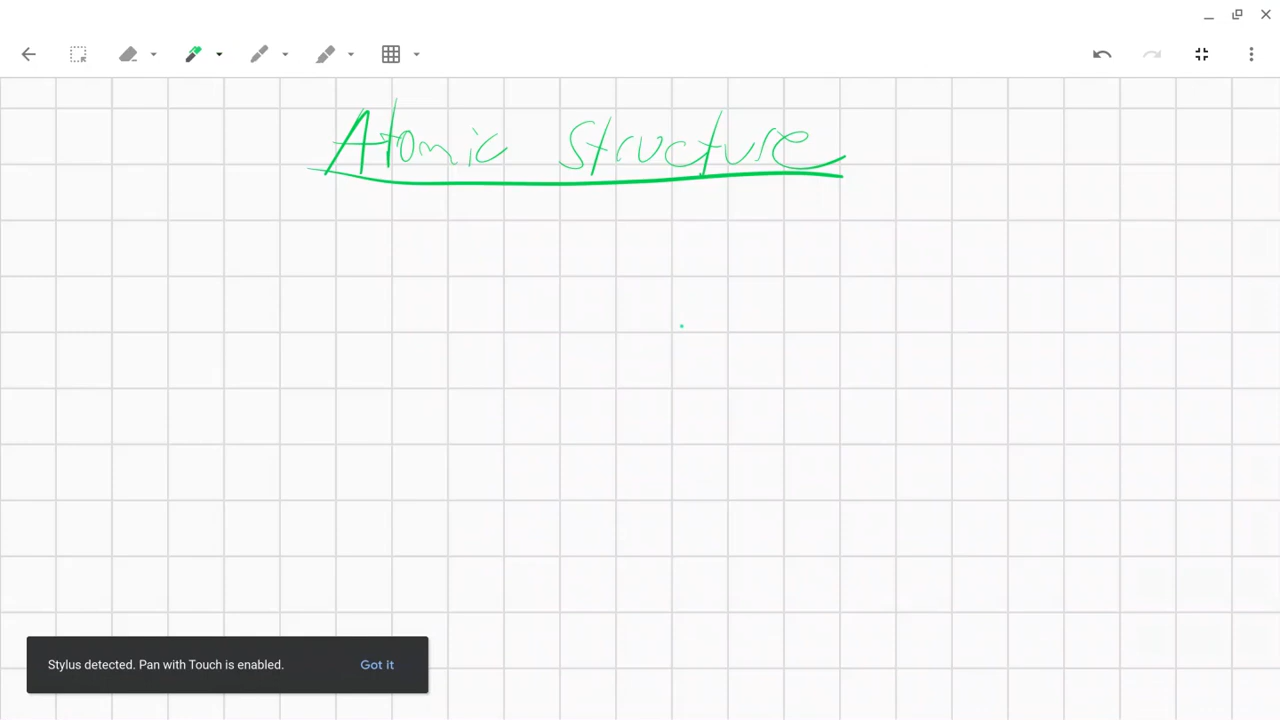 Atomic structure
Stylus detected. Pan with Touch is enabled. Got it